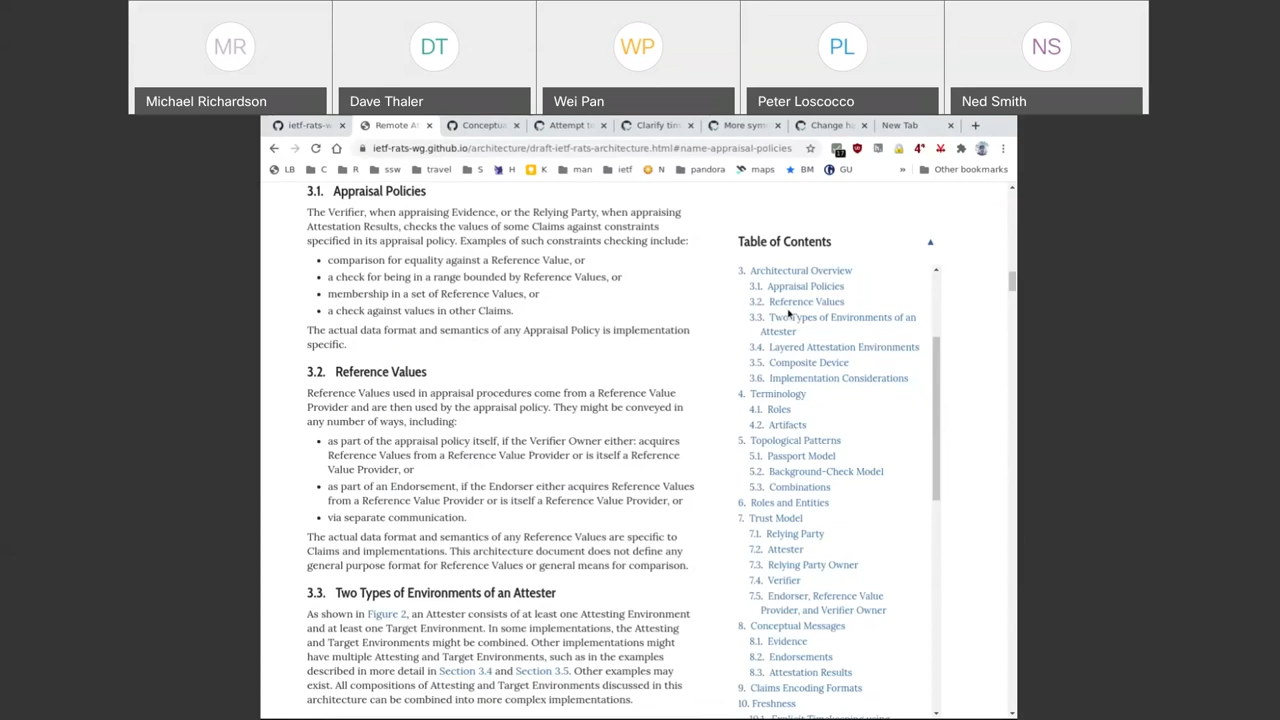 MR
DT
WP
PL
NS
Michael Richardson
Dave Thaler
Wei Pan
Peter Loscocco
Ned Smith
ietf-rats-w
Remote A
Conceptua
Attempt to
Clarify tim
More sym
Change h
New Tab
ietf-rats-wg.github.io/architecture/draft-ietf-rats-architecture.html#name-appraisal-policies
LB C R ssw travel S H K man ietf N pandora maps BM GU » Other bookmarks
3.1. Appraisal Policies
The Verifier, when appraising Evidence, or the Relying Party, when appraising
Attestation Results, checks the values of some Claims against constraints
specified in its appraisal policy. Examples of such constraints checking include:
• comparison for equality against a Reference Value, or
• a check for being in a range bounded by Reference Values, or
• membership in a set of Reference Values, or
• a check against values in other Claims.
The actual data format and semantics of any Appraisal Policy is implementation
specific.
3.2. Reference Values
Reference Values used in appraisal procedures come from a Reference Value
Provider and are then used by the appraisal policy. They might be conveyed in
any number of ways, including:
• as part of the appraisal policy itself, if the Verifier Owner either: acquires
Reference Values from a Reference Value Provider or is itself a Reference
Value Provider, or
• as part of an Endorsement, if the Endorser either acquires Reference Values
from a Reference Value Provider or is itself a Reference Value Provider, or
• via separate communication.
The actual data format and semantics of any Reference Values are specific to
Claims and implementations. This architecture document does not define any
general purpose format for Reference Values or general means for comparison.
3.3. Two Types of Environments of an Attester
As shown in Figure 2, an Attester consists of at least one Attesting Environment
and at least one Target Environment. In some implementations, the Attesting
and Target Environments might be combined. Other implementations might
have multiple Attesting and Target Environments, such as in the examples
described in more detail in Section 3.4 and Section 3.5. Other examples may
exist. All compositions of Attesting and Target Environments discussed in this
architecture can be combined into more complex implementations.
Table of Contents
3. Architectural Overview
3.1. Appraisal Policies
3.2. Reference Values
3.3. Two Types of Environments of an
Attester
3.4. Layered Attestation Environments
3.5. Composite Device
3.6. Implementation Considerations
4. Terminology
4.1. Roles
4.2. Artifacts
5. Topological Patterns
5.1. Passport Model
5.2. Background-Check Model
5.3. Combinations
6. Roles and Entities
7. Trust Model
7.1. Relying Party
7.2. Attester
7.3. Relying Party Owner
7.4. Verifier
7.5. Endorser, Reference Value
Provider, and Verifier Owner
8. Conceptual Messages
8.1. Evidence
8.2. Endorsements
8.3. Attestation Results
9. Claims Encoding Formats
10. Freshness
10.1. Explicit Timekeeping using